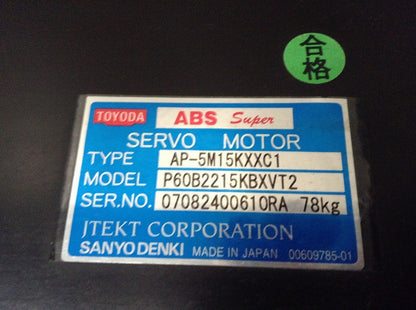 合格
TOYODA ABS Super
SERVO MOTOR
TYPE AP-5M15KXXC1
MODEL P60B2215KBXVT2
SER.NO. 07082400610RA 78kg
JTEKT CORPORATION
SANYO DENKI MADE IN JAPAN 00609785-01